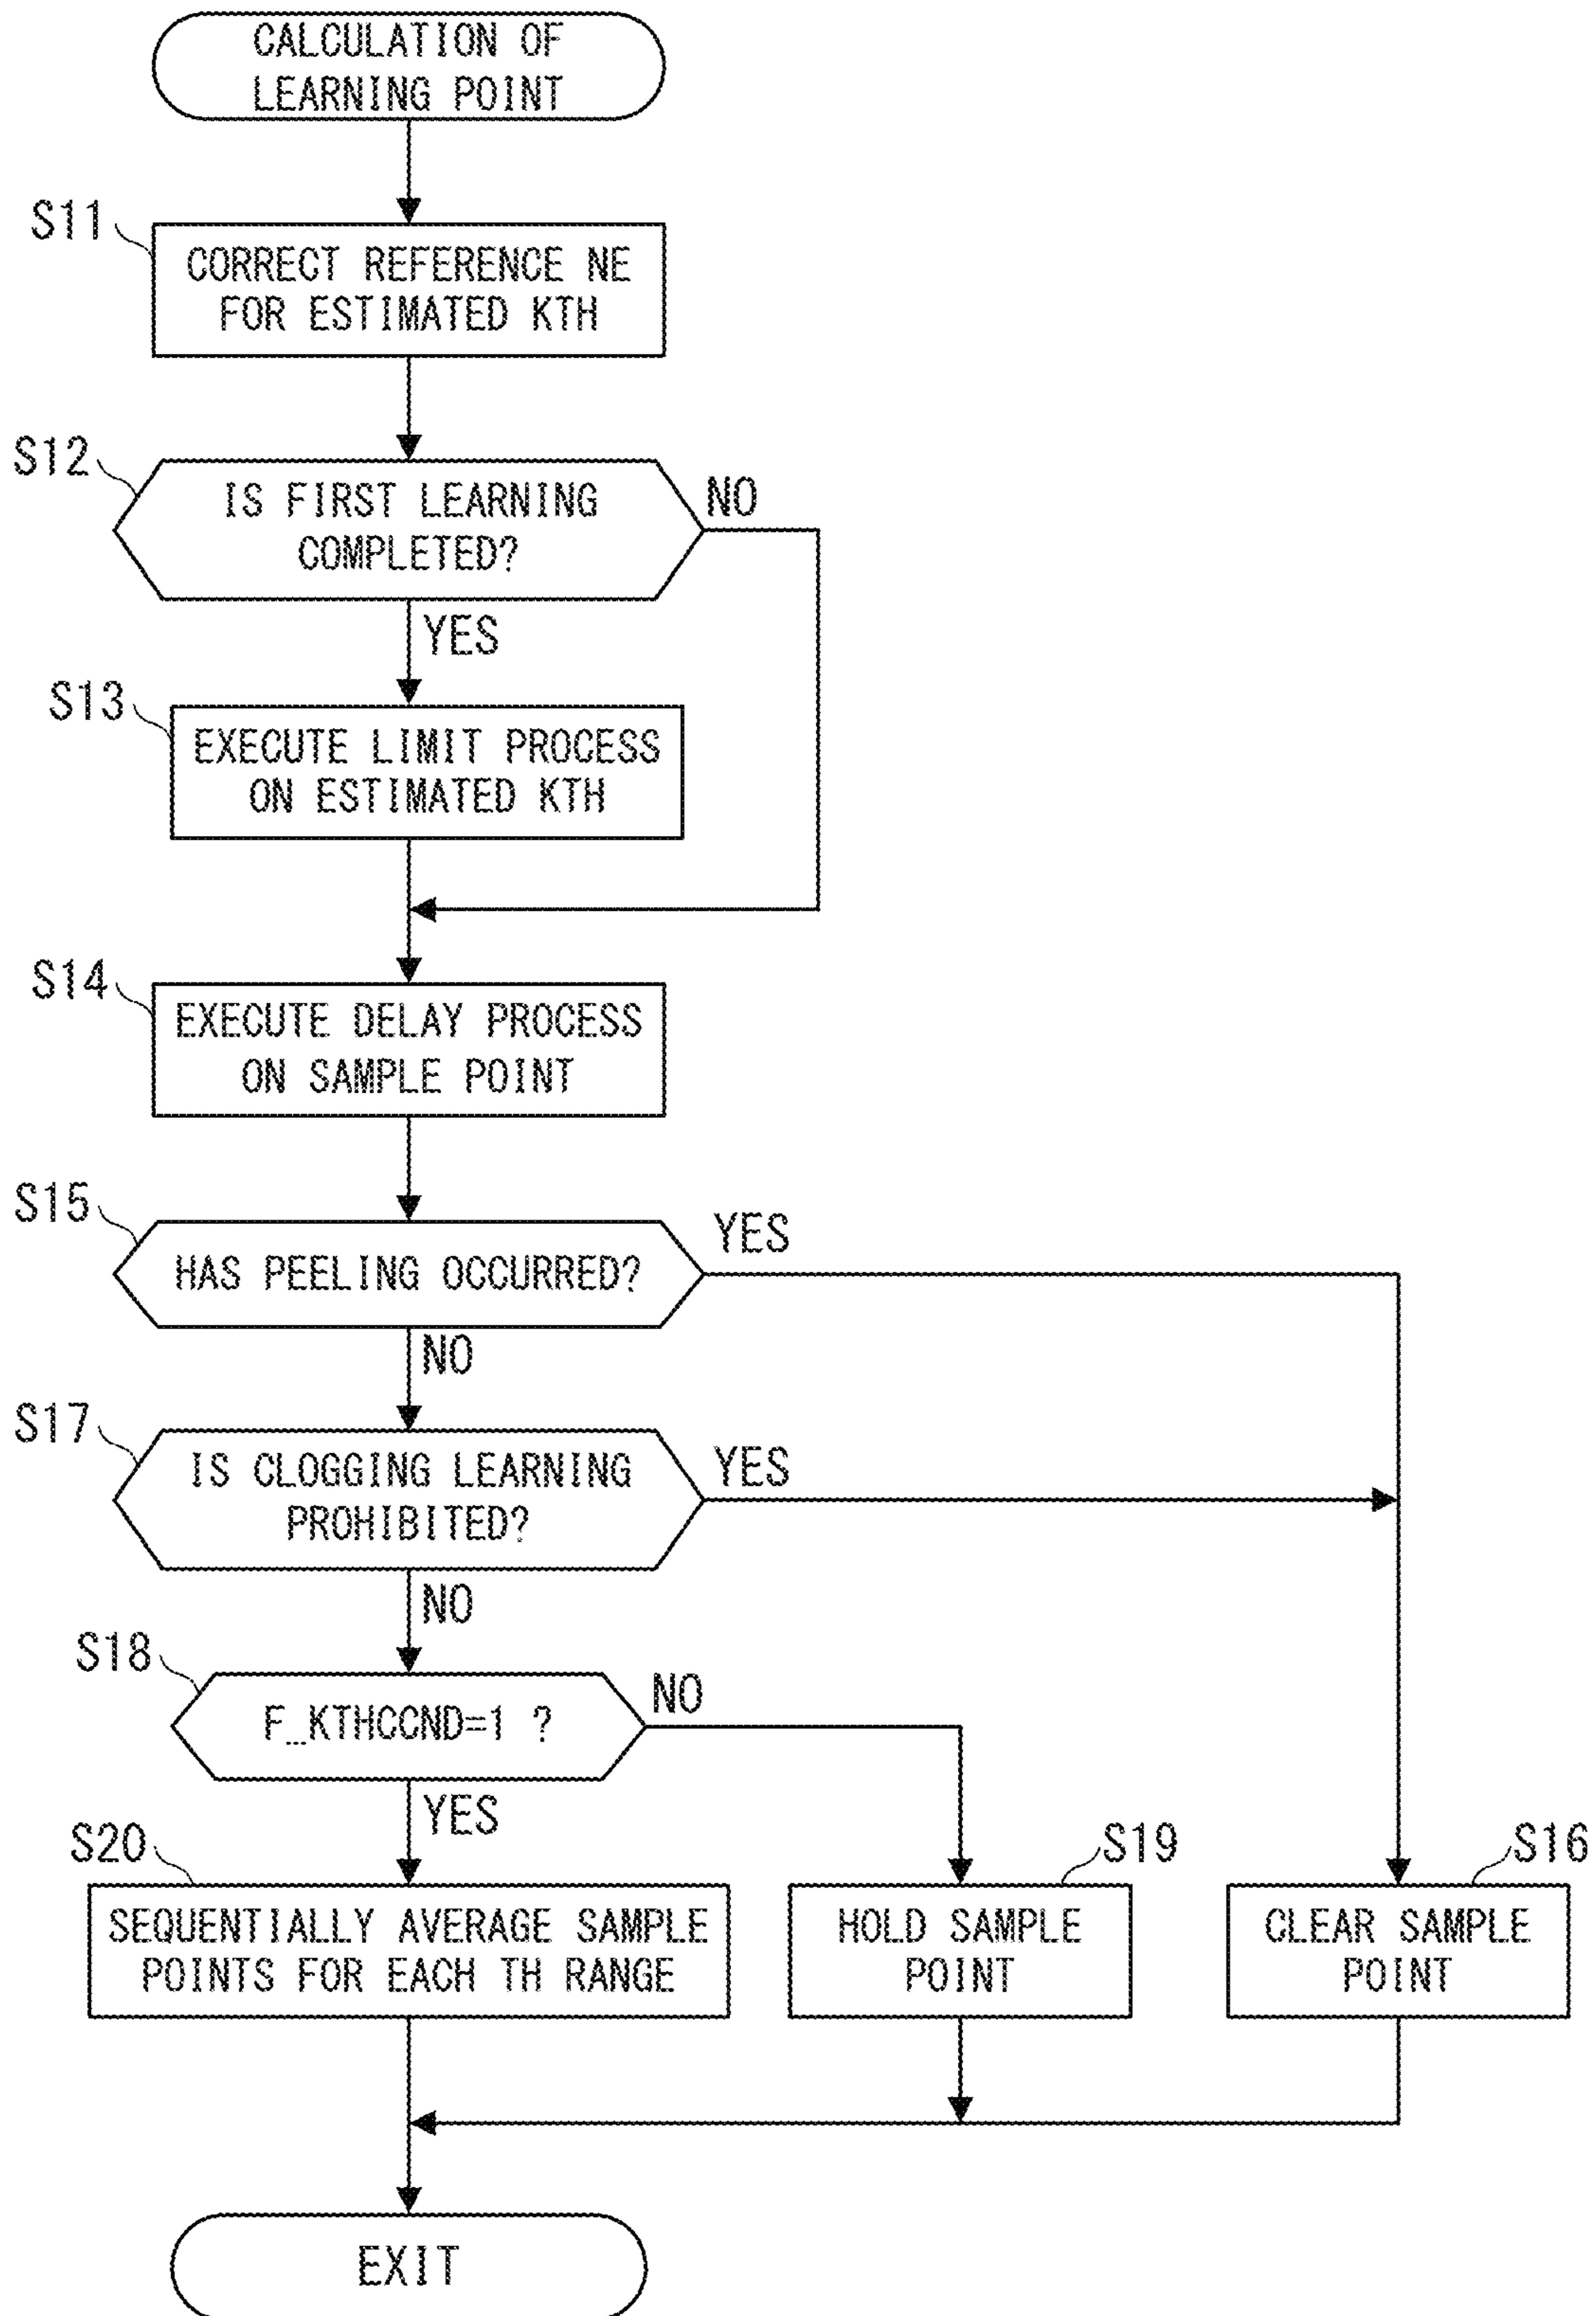 CALCULATION OF
LEARNING POINT
S11
CORRECT REFERENCE NE
FOR ESTIMATED KTH
S12
IS FIRST LEARNING
COMPLETED?
NO
YES
S13
EXECUTE LIMIT PROCESS
ON ESTIMATED KTH
S14
EXECUTE DELAY PROCESS
ON SAMPLE POINT
S15
HAS PEELING OCCURRED?
YES
NO
S17
IS CLOGGING LEARNING
PROHIBITED?
YES
NO
S18
F_KTHCCND=1 ?
NO
YES
S20
SEQUENTIALLY AVERAGE SAMPLE
POINTS FOR EACH TH RANGE
S19
HOLD SAMPLE
POINT
S16
CLEAR SAMPLE
POINT
EXIT